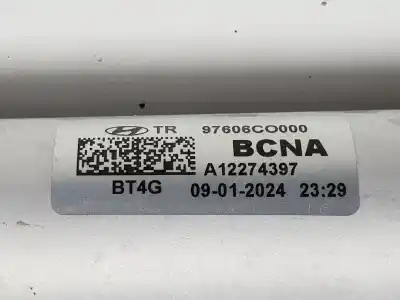 TR 97606CO000
BCNA
A12274397
BT4G 09-01-2024 23:29